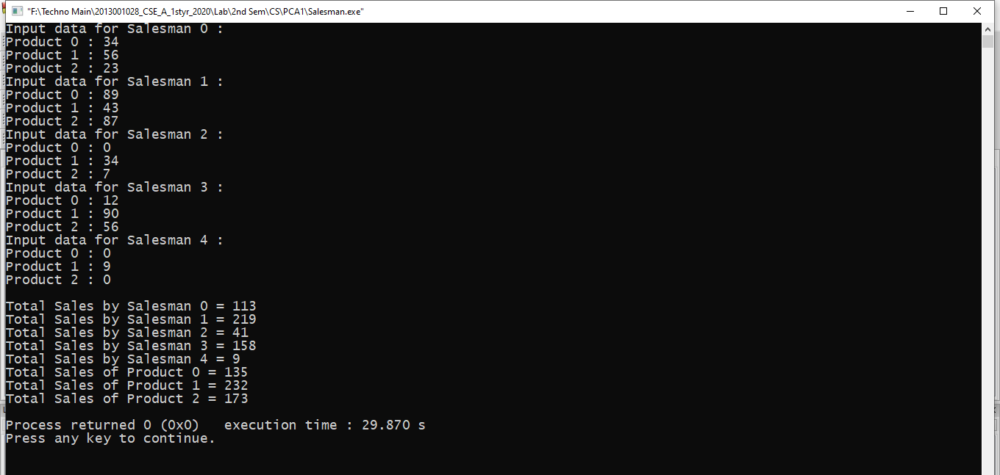 "F:\Techno Main\2013001028_CSE_A_1styr_2020\Lab\2nd Sem\CS\PCA1\Salesman.exe"
Input data for Salesman 0 :
Product 0 : 34
Product 1 : 56
Product 2 : 23
Input data for Salesman 1 :
Product 0 : 89
Product 1 : 43
Product 2 : 87
Input data for Salesman 2 :
Product 0 : 0
Product 1 : 34
Product 2 : 7
Input data for Salesman 3 :
Product 0 : 12
Product 1 : 90
Product 2 : 56
Input data for Salesman 4 :
Product 0 : 0
Product 1 : 9
Product 2 : 0
Total Sales by Salesman 0 = 113
Total Sales by Salesman 1 = 219
Total Sales by Salesman 2 = 41
Total Sales by Salesman 3 = 158
Total Sales by Salesman 4 = 9
Total Sales of Product 0 = 135
Total Sales of Product 1 = 232
Total Sales of Product 2 = 173
Process returned 0 (0x0)   execution time : 29.870 s
Press any key to continue.